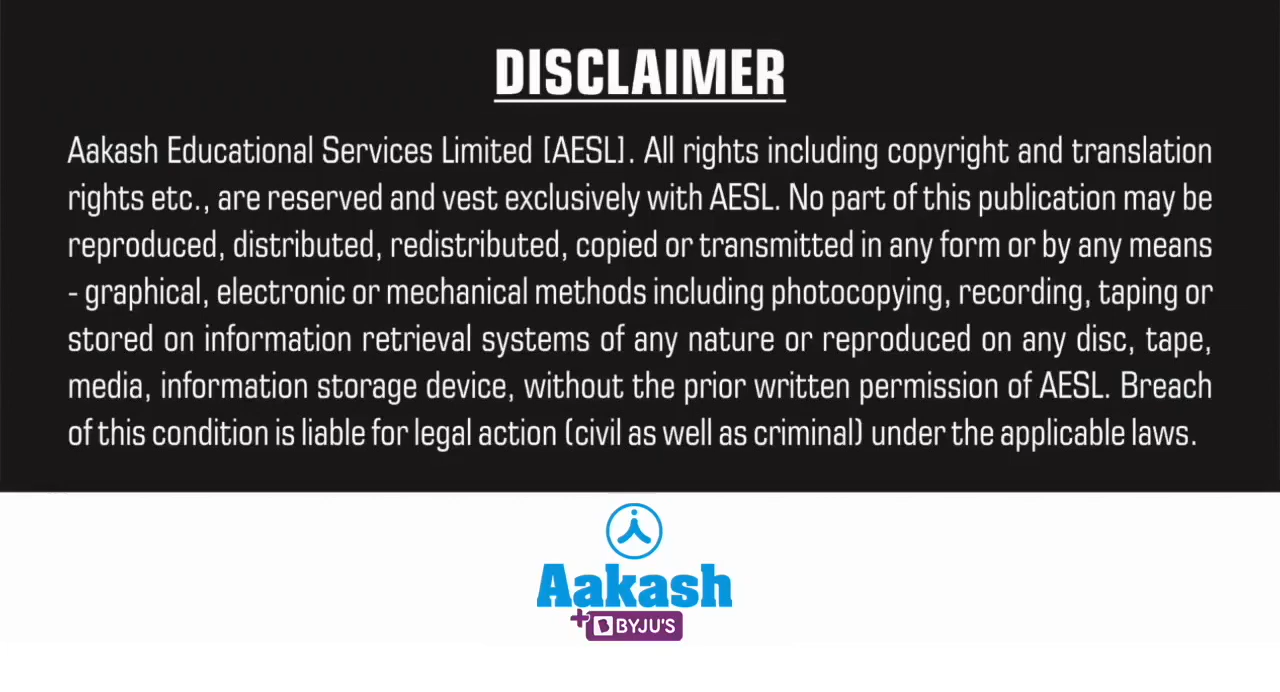 DISCLAIMER
Aakash Educational Services Limited [AESL]. All rights including copyright and translation
rights etc., are reserved and vest exclusively with AESL. No part of this publication may be
reproduced, distributed, redistributed, copied or transmitted in any form or by any means
- graphical, electronic or mechanical methods including photocopying, recording, taping or
stored on information retrieval systems of any nature or reproduced on any disc, tape,
media, information storage device, without the prior written permission of AESL. Breach
of this condition is liable for legal action (civil as well as criminal) under the applicable laws.
Aakash
+ BYJU'S